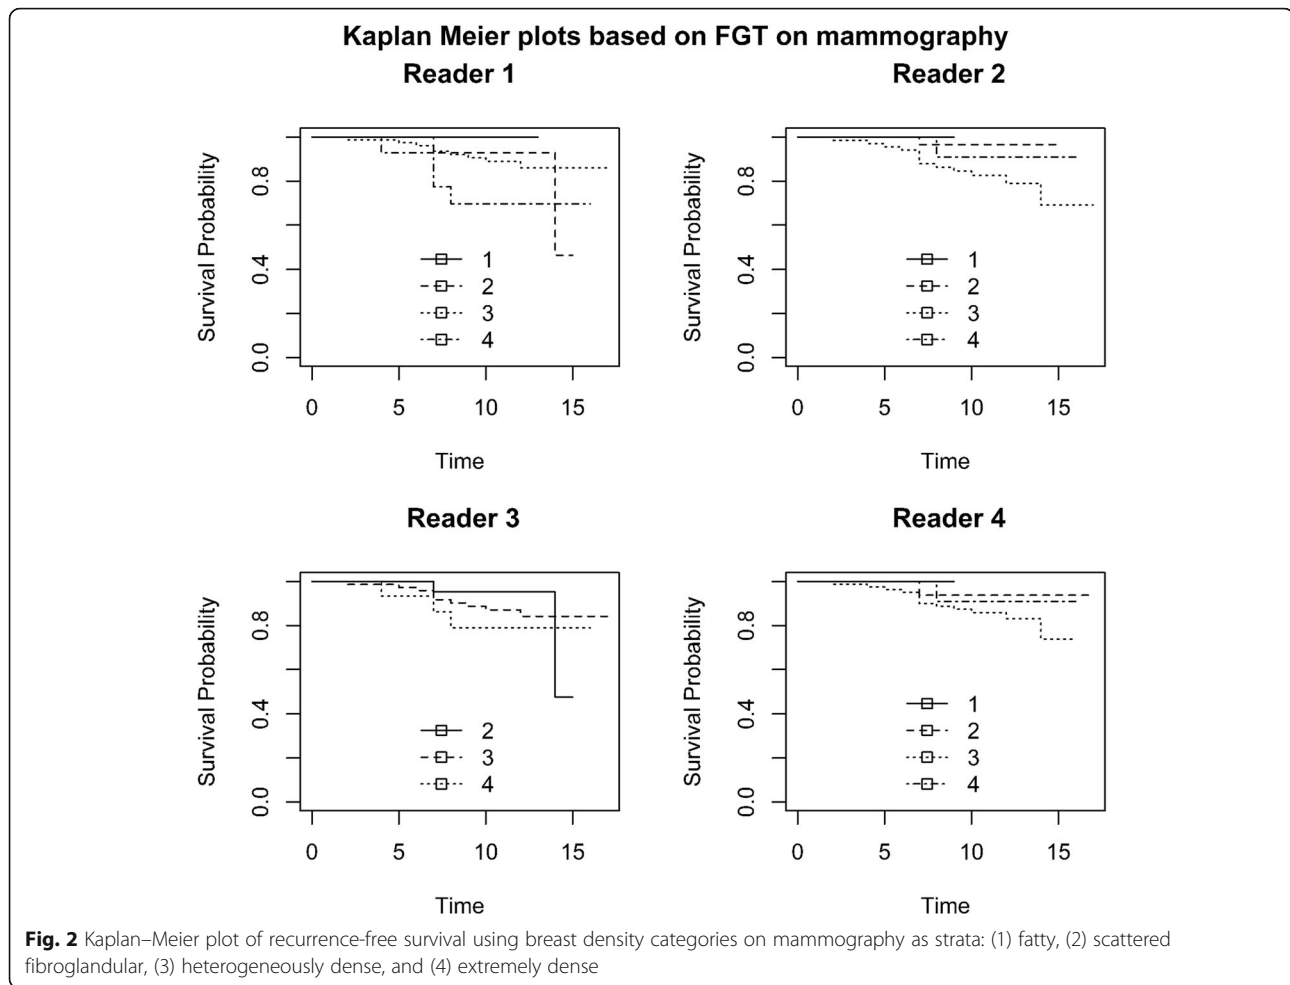 Kaplan Meier plots based on FGT on mammography
Reader 1
Survival Probability
0.0 0.4 0.8
1
2
3
4
0 5 10 15
Time
Reader 2
Survival Probability
0.0 0.4 0.8
1
2
3
4
0 5 10 15
Time
Reader 3
Survival Probability
0.0 0.4 0.8
2
3
4
0 5 10 15
Time
Reader 4
Survival Probability
0.0 0.4 0.8
1
2
3
4
0 5 10 15
Time
Fig. 2 Kaplan–Meier plot of recurrence-free survival using breast density categories on mammography as strata: (1) fatty, (2) scattered
fibroglandular, (3) heterogeneously dense, and (4) extremely dense